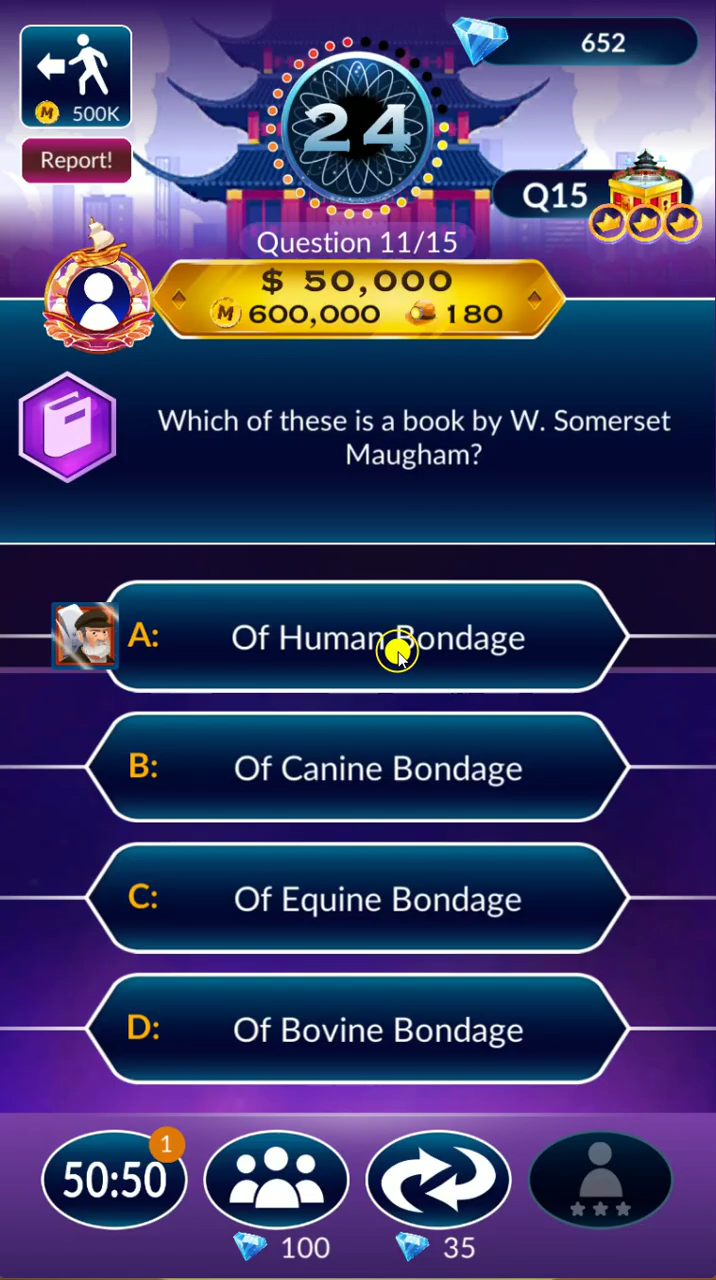 652
M 500K
24
Report!
Q15
Question 11/15
$ 50,000
M 600,000 180
Which of these is a book by W. Somerset
Maugham?
A: Of Human Bondage
B: Of Canine Bondage
C: Of Equine Bondage
D: Of Bovine Bondage
50:50 1
100 35